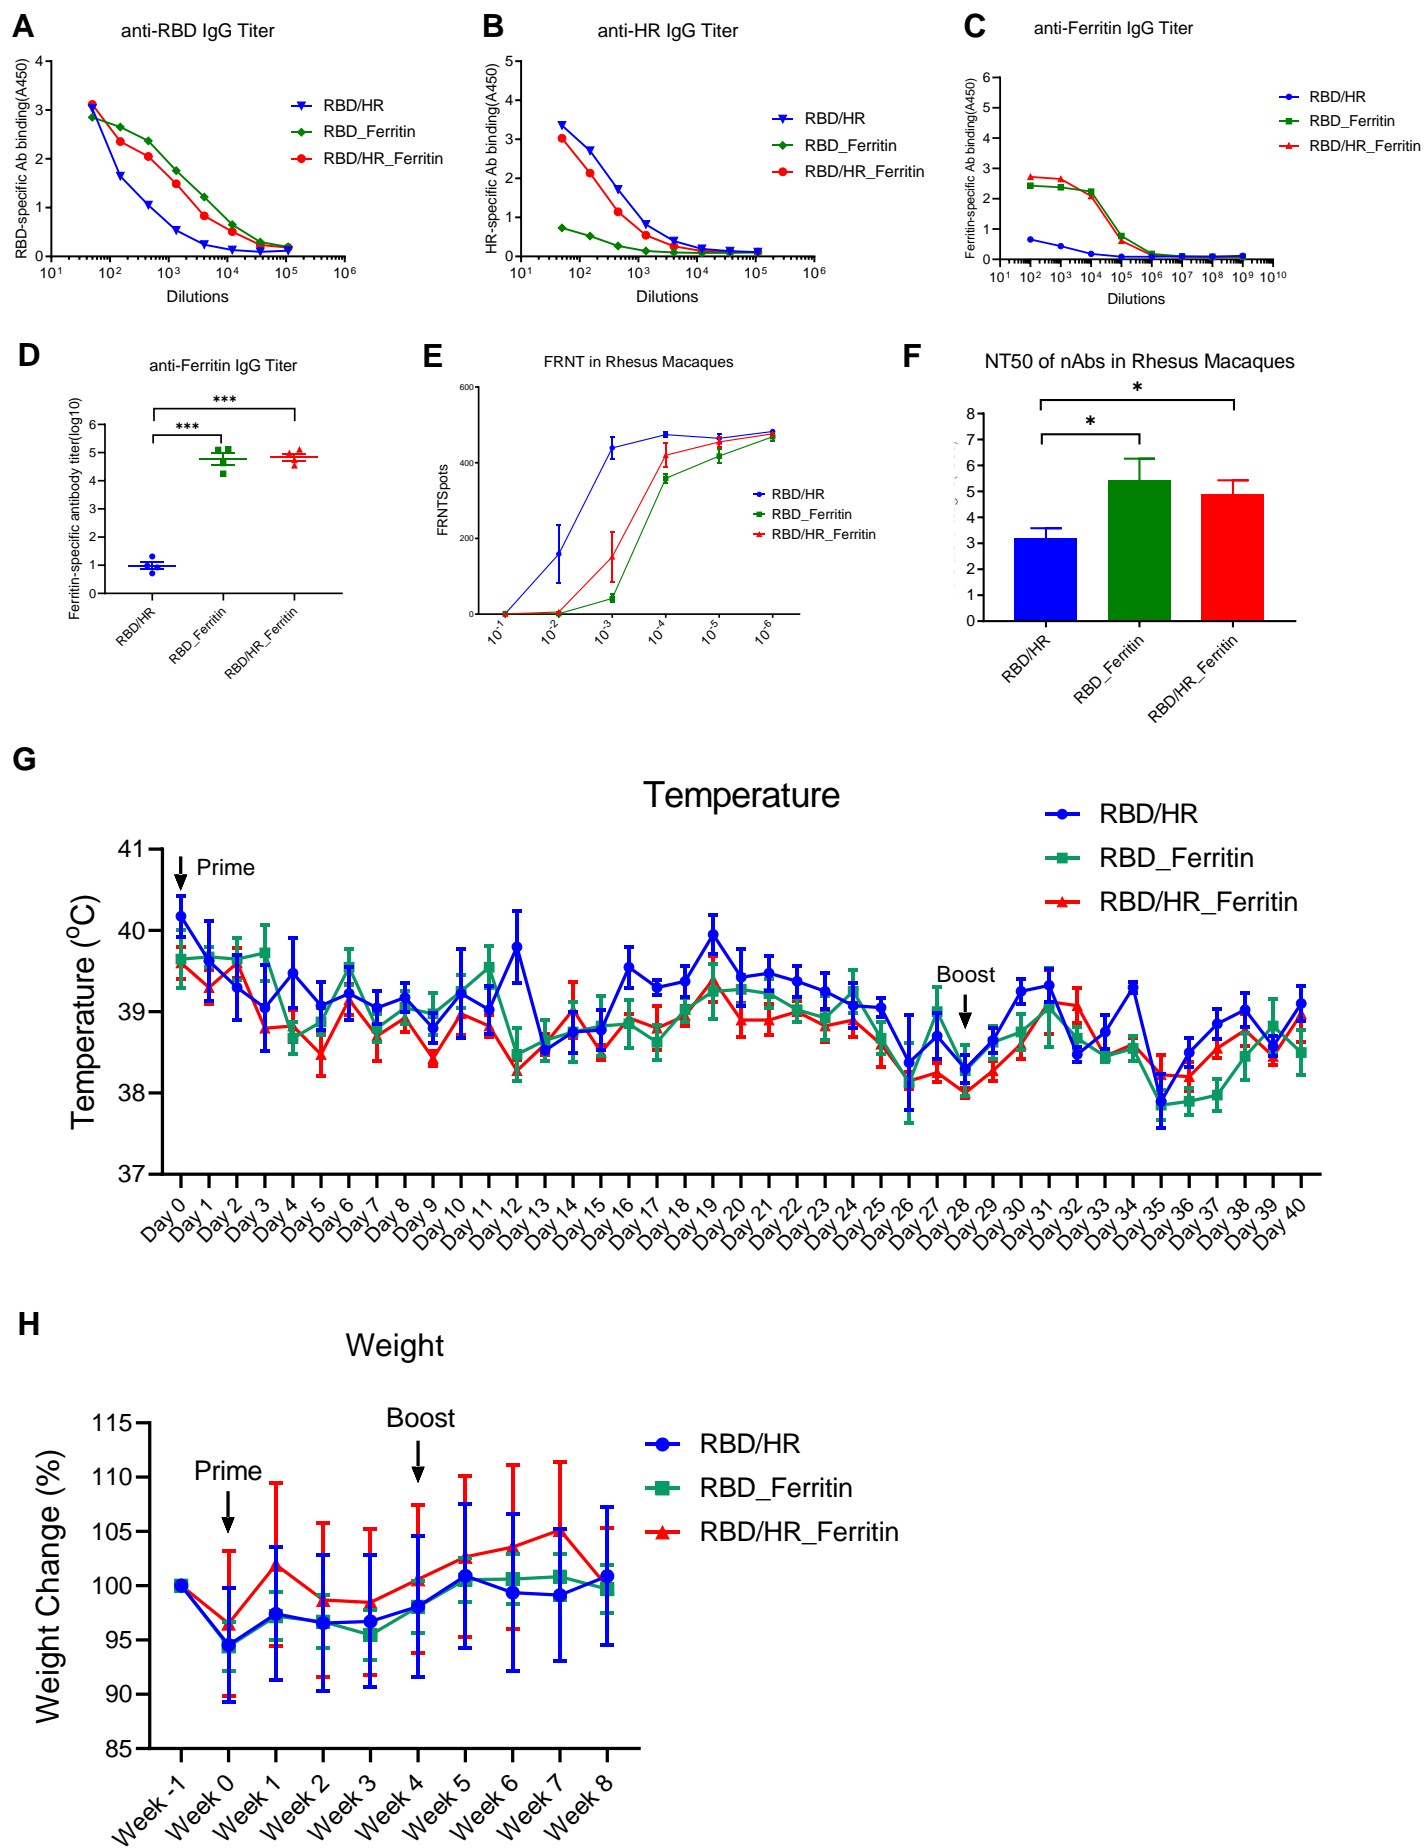 A
anti-RBD IgG Titer
RBD-specific Ab binding(A450)
4
3
2
1
0
10¹ 10² 10³ 10⁴ 10⁵ 10⁶
Dilutions
RBD/HR
RBD_Ferritin
RBD/HR_Ferritin
B
anti-HR IgG Titer
HR-specific Ab binding(A450)
5
4
3
2
1
0
10¹ 10² 10³ 10⁴ 10⁵ 10⁶
Dilutions
RBD/HR
RBD_Ferritin
RBD/HR_Ferritin
C
anti-Ferritin IgG Titer
Ferritin-specific Ab binding(A450)
6
5
4
3
2
1
0
10¹ 10² 10³ 10⁴ 10⁵ 10⁶ 10⁷ 10⁸ 10⁹ 10¹⁰
Dilutions
RBD/HR
RBD_Ferritin
RBD/HR_Ferritin
D
anti-Ferritin IgG Titer
Ferritin-specific antibody titer(log10)
6
5
4
3
2
1
0
***
***
RBD/HR
RBD_Ferritin
RBD/HR_Ferritin
E
FRNT in Rhesus Macaques
FRNTSpots
600
400
200
0
10⁻¹ 10⁻² 10⁻³ 10⁻⁴ 10⁻⁵ 10⁻⁶
RBD/HR
RBD_Ferritin
RBD/HR_Ferritin
F
NT50 of nAbs in Rhesus Macaques
8
7
6
5
4
3
2
1
0
*
*
RBD/HR
RBD_Ferritin
RBD/HR_Ferritin
G
Temperature
Temperature (⁰C)
41
40
39
38
37
Prime
Boost
RBD/HR
RBD_Ferritin
RBD/HR_Ferritin
Day 0 Day 1 Day 2 Day 3 Day 4 Day 5 Day 6 Day 7 Day 8 Day 9 Day 10 Day 11 Day 12 Day 13 Day 14 Day 15 Day 16 Day 17 Day 18 Day 19 Day 20 Day 21 Day 22 Day 23 Day 24 Day 25 Day 26 Day 27 Day 28 Day 29 Day 30 Day 31 Day 32 Day 33 Day 34 Day 35 Day 36 Day 37 Day 38 Day 39 Day 40
H
Weight
Weight Change (%)
115
110
105
100
95
90
85
Prime
Boost
RBD/HR
RBD_Ferritin
RBD/HR_Ferritin
Week -1 Week 0 Week 1 Week 2 Week 3 Week 4 Week 5 Week 6 Week 7 Week 8